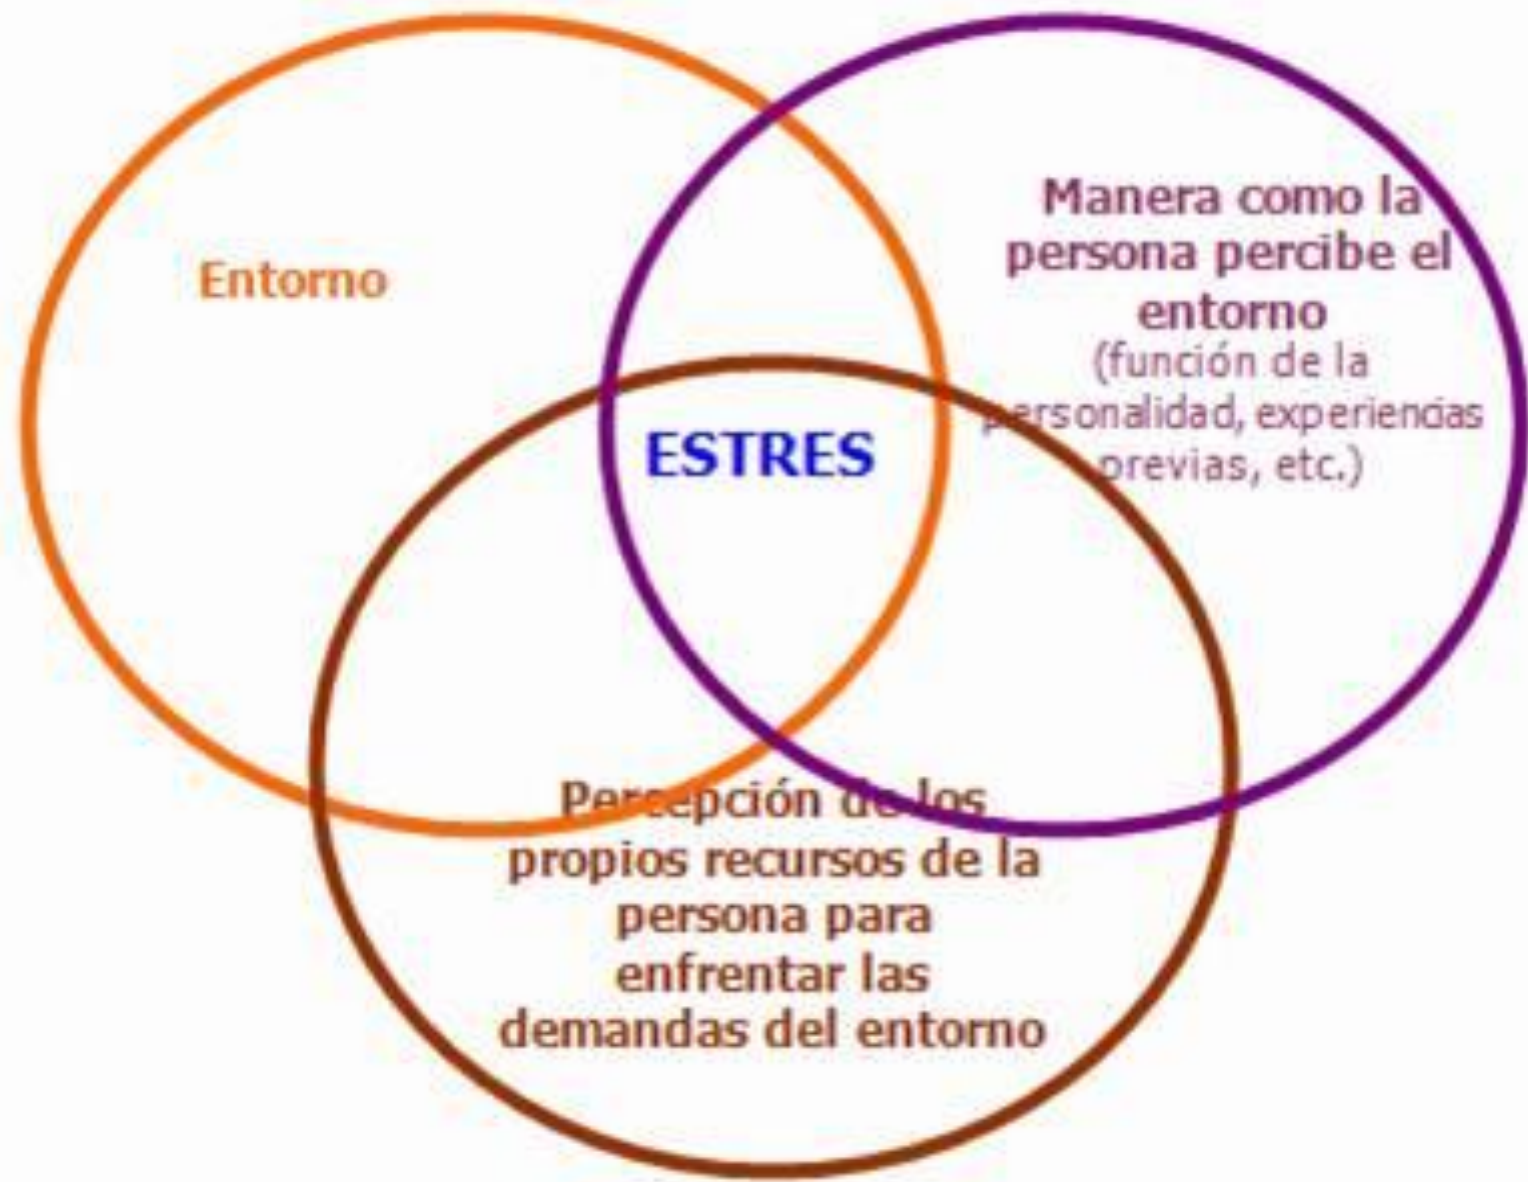 Entorno
Manera como la
persona percibe el
entorno
(función de la
personalidad, experiencias
previas, etc.)
ESTRES
Percepción de los
propios recursos de la
persona para
enfrentar las
demandas del entorno